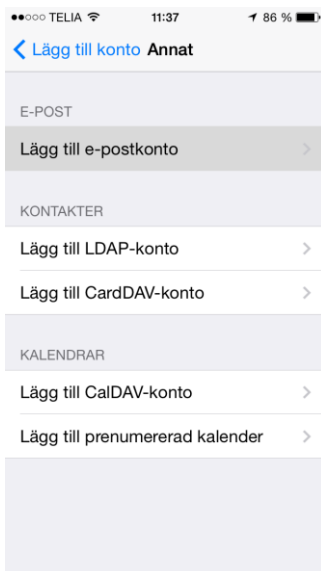 TELIA 11:37 86 %
Lägg till konto Annat
E-POST
Lägg till e-postkonto
KONTAKTER
Lägg till LDAP-konto
Lägg till CardDAV-konto
KALENDRAR
Lägg till CalDAV-konto
Lägg till prenumererad kalender